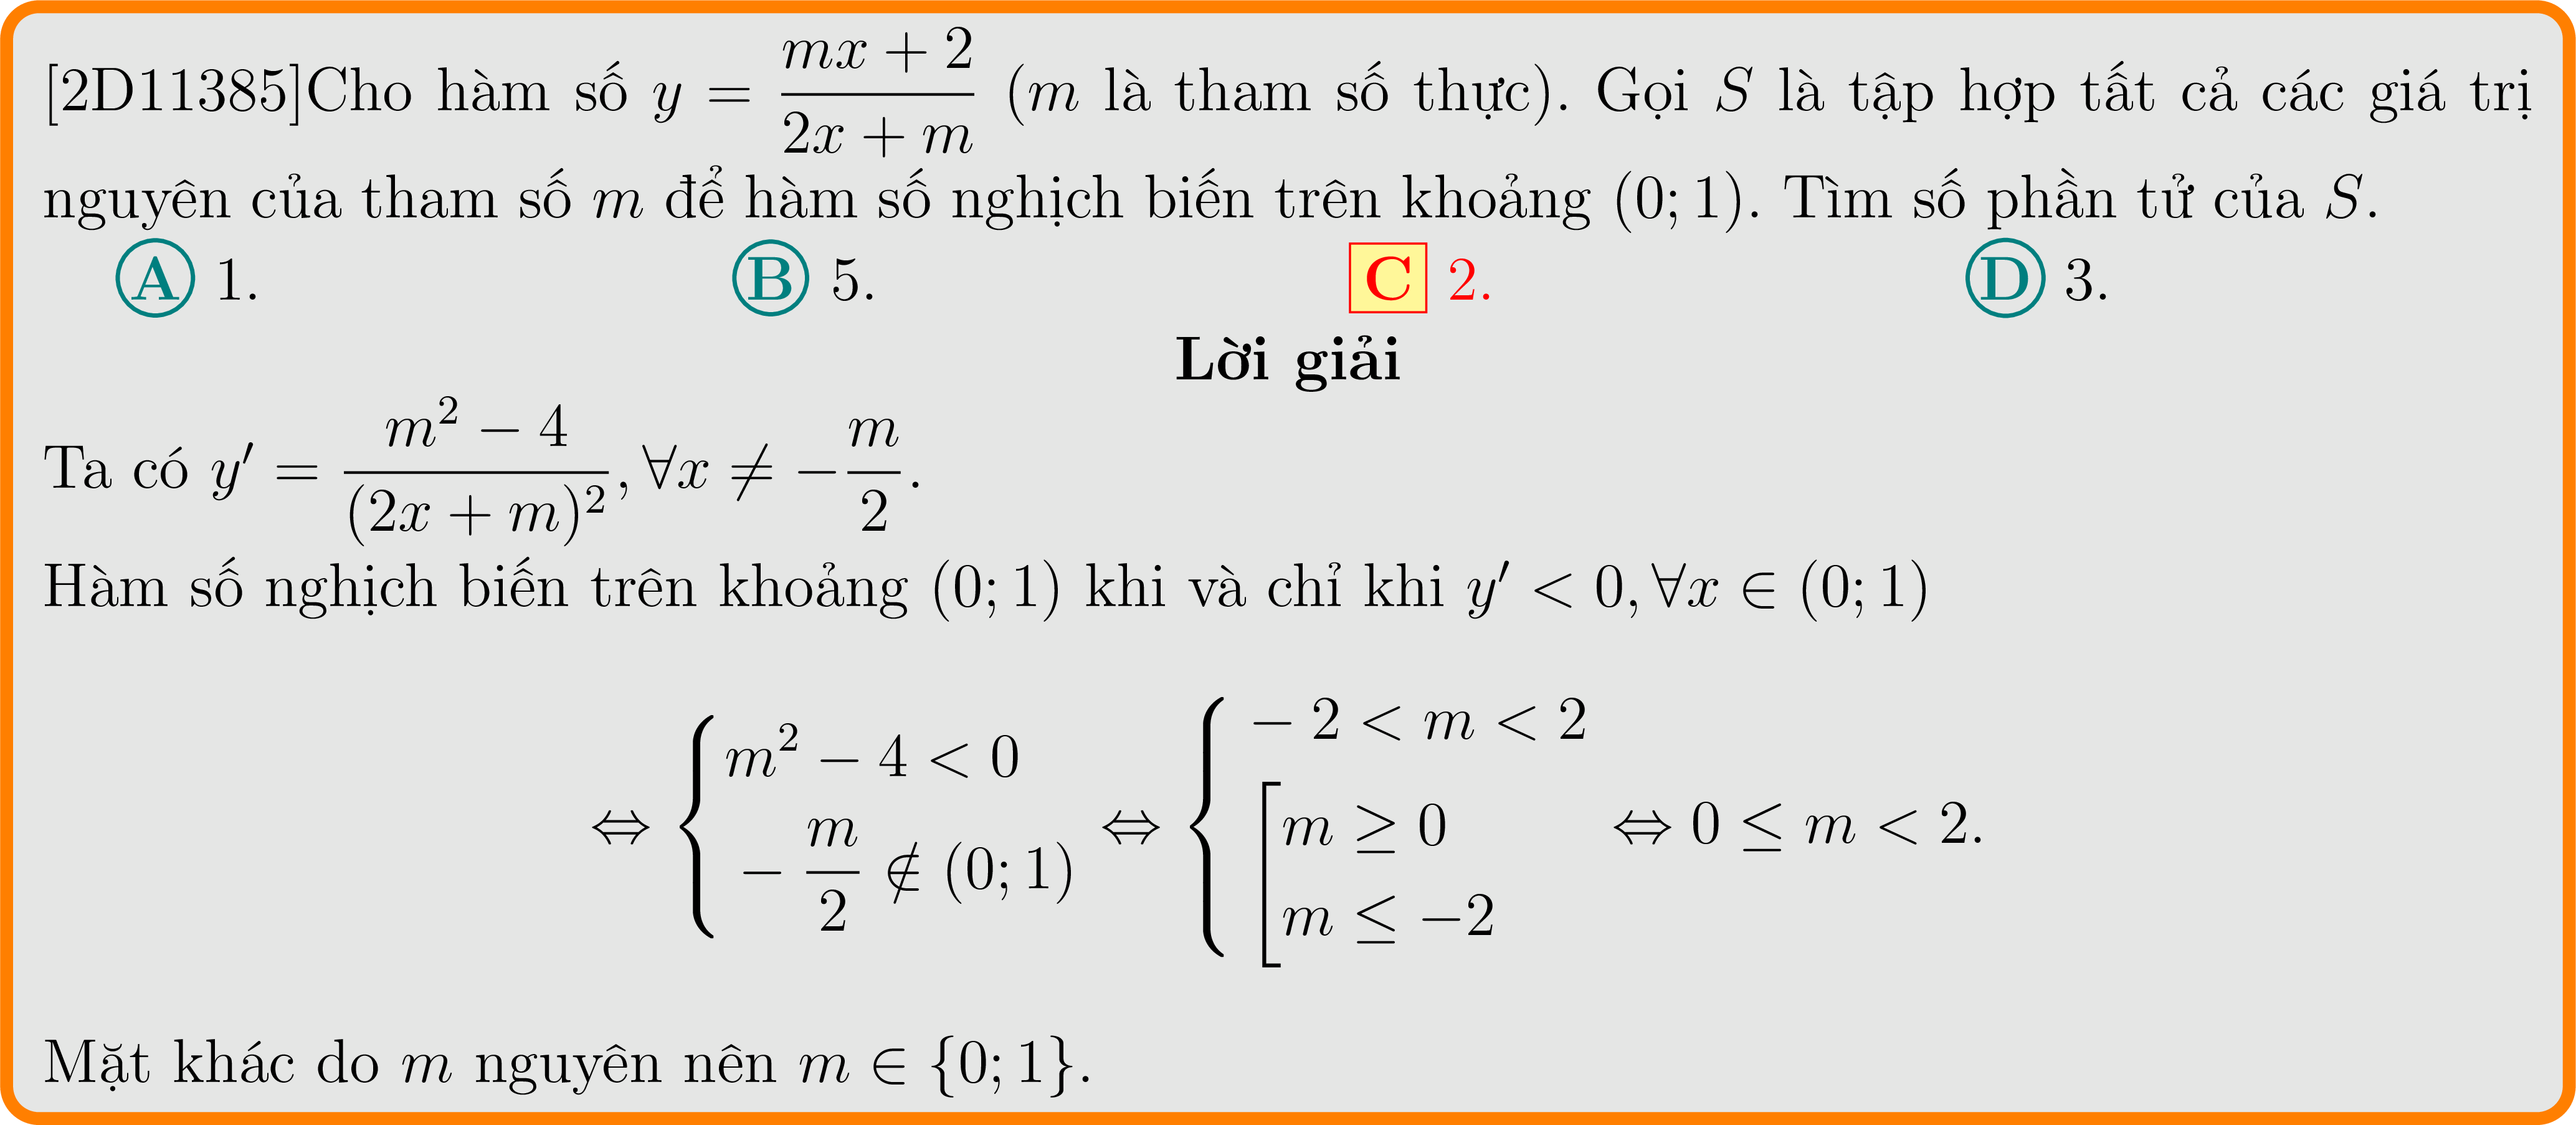 [2D11385]Cho hàm số $y = \dfrac{mx + 2}{2x + m}$ ($m$ là tham số thực). Gọi $S$ là tập hợp tất cả các giá trị
nguyên của tham số $m$ để hàm số nghịch biến trên khoảng $(0; 1)$. Tìm số phần tử của $S$.
A 1. B 5. C 2. D 3.
Lời giải
Ta có $y' = \dfrac{m^2 - 4}{(2x + m)^2}, \forall x \neq -\dfrac{m}{2}$.
Hàm số nghịch biến trên khoảng $(0; 1)$ khi và chỉ khi $y' < 0, \forall x \in (0; 1)$
$\Leftrightarrow \begin{cases} m^2 - 4 < 0 \\ -\dfrac{m}{2} \notin (0; 1) \end{cases} \Leftrightarrow \begin{cases} -2 < m < 2 \\ \left[\begin{array}{l} m \geq 0 \\ m \leq -2 \end{array}\right. \end{cases} \Leftrightarrow 0 \leq m < 2.$
Mặt khác do $m$ nguyên nên $m \in \{0; 1\}$.